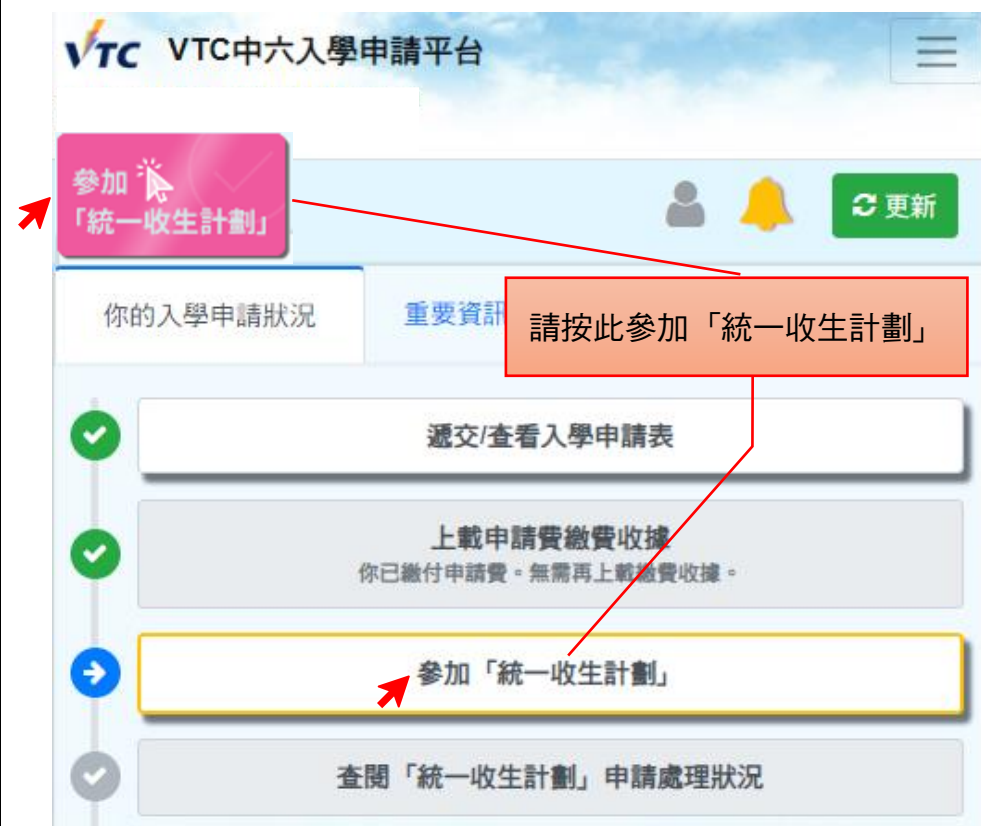 VTC VTC中六入學申請平台
參加
「統一收生計劃」
更新
你的入學申請狀況
重要資訊
請按此參加「統一收生計劃」
遞交/查看入學申請表
上載申請費繳費收據
你已繳付申請費。無需再上載繳費收據。
參加「統一收生計劃」
查閱「統一收生計劃」申請處理狀況